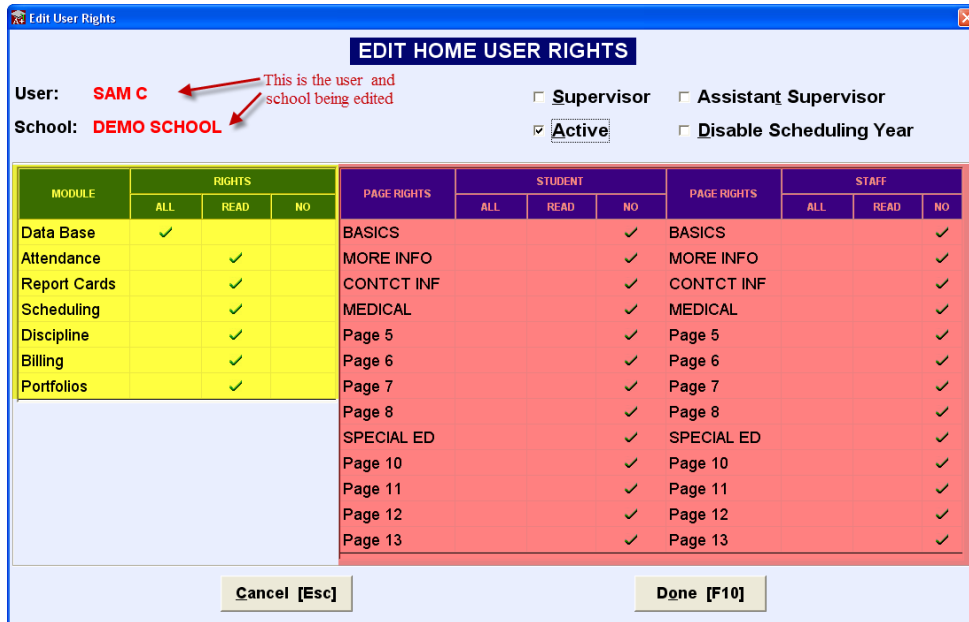 Edit User Rights
EDIT HOME USER RIGHTS
User: SAM C
This is the user and
school being edited
School: DEMO SCHOOL
Supervisor Assistant Supervisor
Active Disable Scheduling Year
MODULE RIGHTS PAGE RIGHTS STUDENT PAGE RIGHTS STAFF
ALL READ NO ALL READ NO ALL READ NO
Data Base BASICS BASICS
Attendance MORE INFO MORE INFO
Report Cards CONTCT INF CONTCT INF
Scheduling MEDICAL MEDICAL
Discipline Page 5 Page 5
Billing Page 6 Page 6
Portfolios Page 7 Page 7
Page 8 Page 8
SPECIAL ED SPECIAL ED
Page 10 Page 10
Page 11 Page 11
Page 12 Page 12
Page 13 Page 13
Cancel [Esc] Done [F10]